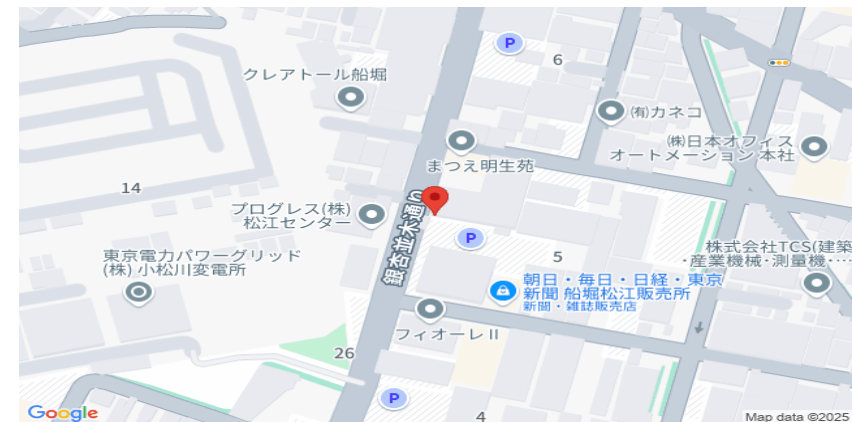 P
6
クレアトール船堀
(有)カネコ
(株)日本オフィス
オートメーション 本社
まつえ明生苑
14
銀杏並木通り
プログレス(株)
松江センター
P
東京電力パワーグリッド
(株) 小松川変電所
5
株式会社TCS(建築
・産業機械・測量機・……
朝日・毎日・日経・東京
新聞 船堀松江販売所
新聞・雑誌販売店
フィオーレⅡ
26
P
4
Google
Map data ©2025